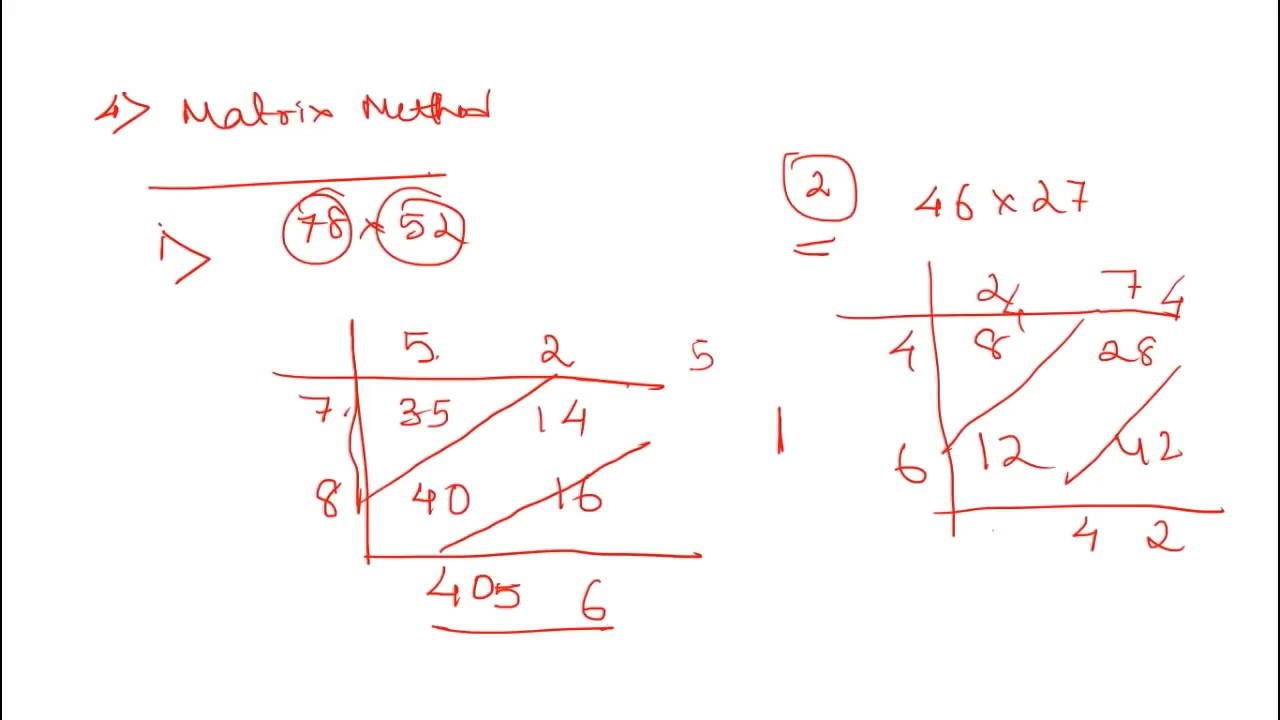 4> Matrix Method
i> 78 × 52
5 2 5
7 35 14
8 40 16
405 6
2 46 × 27
2 7 4
4 8 28
1
6 12 42
4 2